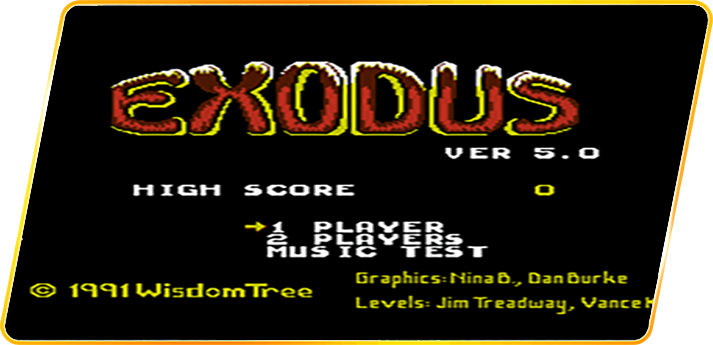 EXODUS
VER 5.0
HIGH SCORE 0
→1 PLAYER
2 PLAYERS
MUSIC TEST
© 1991 WisdomTree
Graphics: Nina B., Dan Burke
Levels: Jim Treadway, Vance